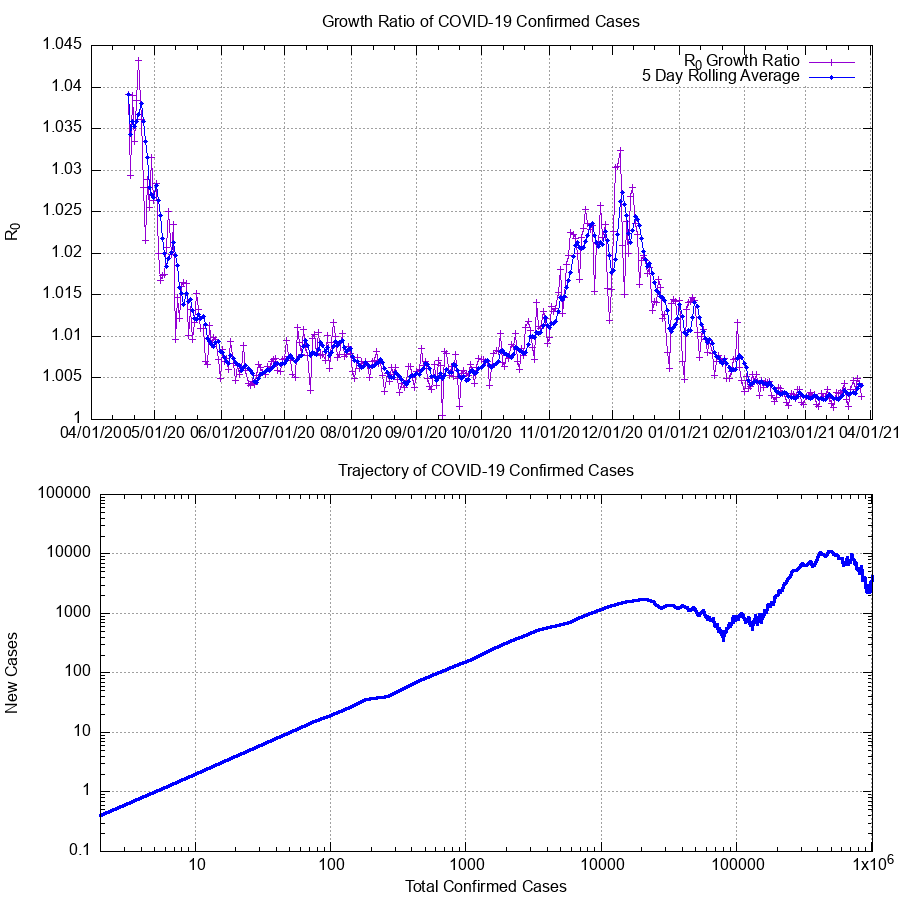 Growth Ratio of COVID-19 Confirmed Cases
1.045
1.04
1.035
1.03
1.025
1.02
1.015
1.01
1.005
1
R0
R0 Growth Ratio
5 Day Rolling Average
04/01/20 05/01/20 06/01/20 07/01/20 08/01/20 09/01/20 10/01/20 11/01/20 12/01/20 01/01/21 02/01/21 03/01/21 04/01/21
Trajectory of COVID-19 Confirmed Cases
100000
10000
1000
100
10
1
0.1
New Cases
10 100 1000 10000 100000 1x10^6
Total Confirmed Cases